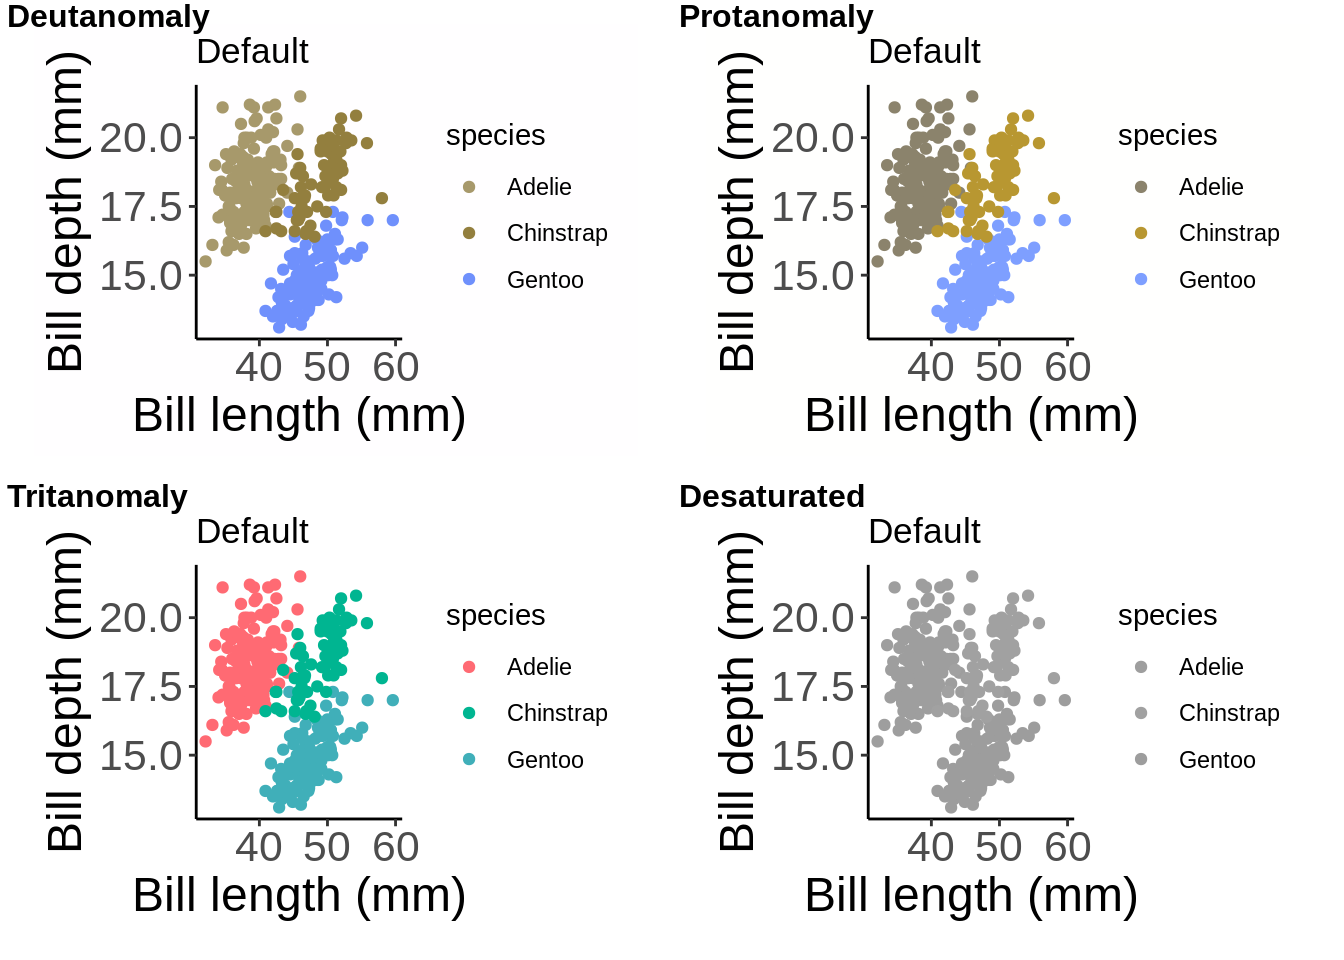 Deutanomaly
Default
Bill depth (mm)
20.0
17.5
15.0
40 50 60
Bill length (mm)
species
Adelie
Chinstrap
Gentoo
Protanomaly
Default
Bill depth (mm)
20.0
17.5
15.0
40 50 60
Bill length (mm)
species
Adelie
Chinstrap
Gentoo
Tritanomaly
Default
Bill depth (mm)
20.0
17.5
15.0
40 50 60
Bill length (mm)
species
Adelie
Chinstrap
Gentoo
Desaturated
Default
Bill depth (mm)
20.0
17.5
15.0
40 50 60
Bill length (mm)
species
Adelie
Chinstrap
Gentoo